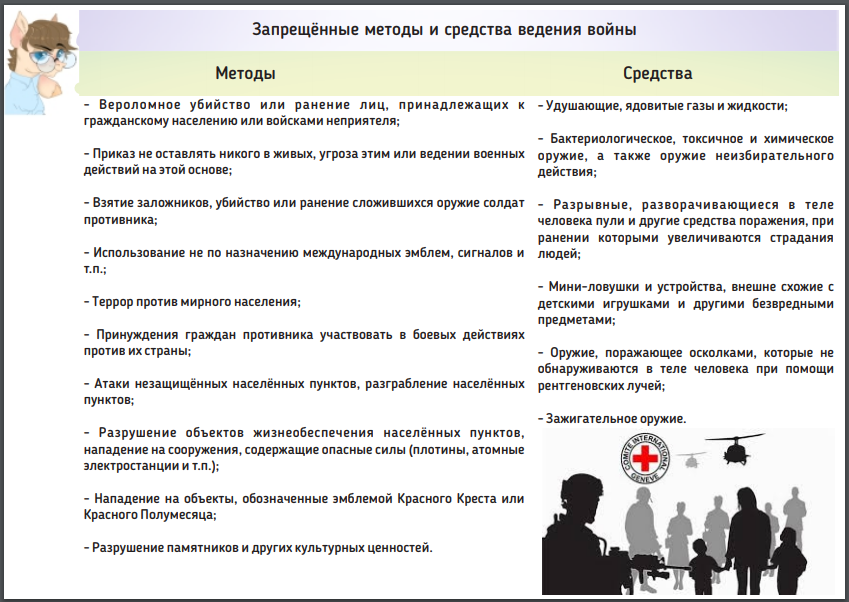 Запрещённые методы и средства ведения войны
Методы
– Вероломное убийство или ранение лиц, принадлежащих к
гражданскому населению или войсками неприятеля;
– Приказ не оставлять никого в живых, угроза этим или ведении военных
действий на этой основе;
– Взятие заложников, убийство или ранение сложившихся оружие солдат
противника;
– Использование не по назначению международных эмблем, сигналов и
т.п.;
– Террор против мирного населения;
– Принуждения граждан противника участвовать в боевых действиях
против их страны;
– Атаки незащищённых населённых пунктов, разграбление населённых
пунктов;
– Разрушение объектов жизнеобеспечения населённых пунктов,
нападение на сооружения, содержащие опасные силы (плотины, атомные
электростанции и т.п.);
– Нападение на объекты, обозначенные эмблемой Красного Креста или
Красного Полумесяца;
– Разрушение памятников и других культурных ценностей.
Средства
– Удушающие, ядовитые газы и жидкости;
– Бактериологическое, токсичное и химическое
оружие, а также оружие неизбирательного
действия;
– Разрывные, разворачивающиеся в теле
человека пули и другие средства поражения, при
ранении которыми увеличиваются страдания
людей;
– Мини-ловушки и устройства, внешне схожие с
детскими игрушками и другими безвредными
предметами;
– Оружие, поражающее осколками, которые не
обнаруживаются в теле человека при помощи
рентгеновских лучей;
– Зажигательное оружие.
COMITE INTERNATIONAL
GENEVE